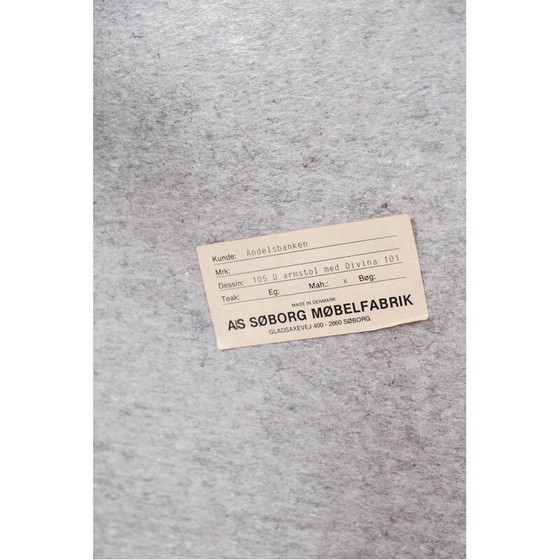 Kunde: Andelsbanken
Mrk:
Dessin: 105 D armstol med Divina 101
Teak: Eg: Mah.: x Bøg:
MADE IN DENMARK
A/S SØBORG MØBELFABRIK
GLADSAXEVEJ 400 - 2860 SØBORG